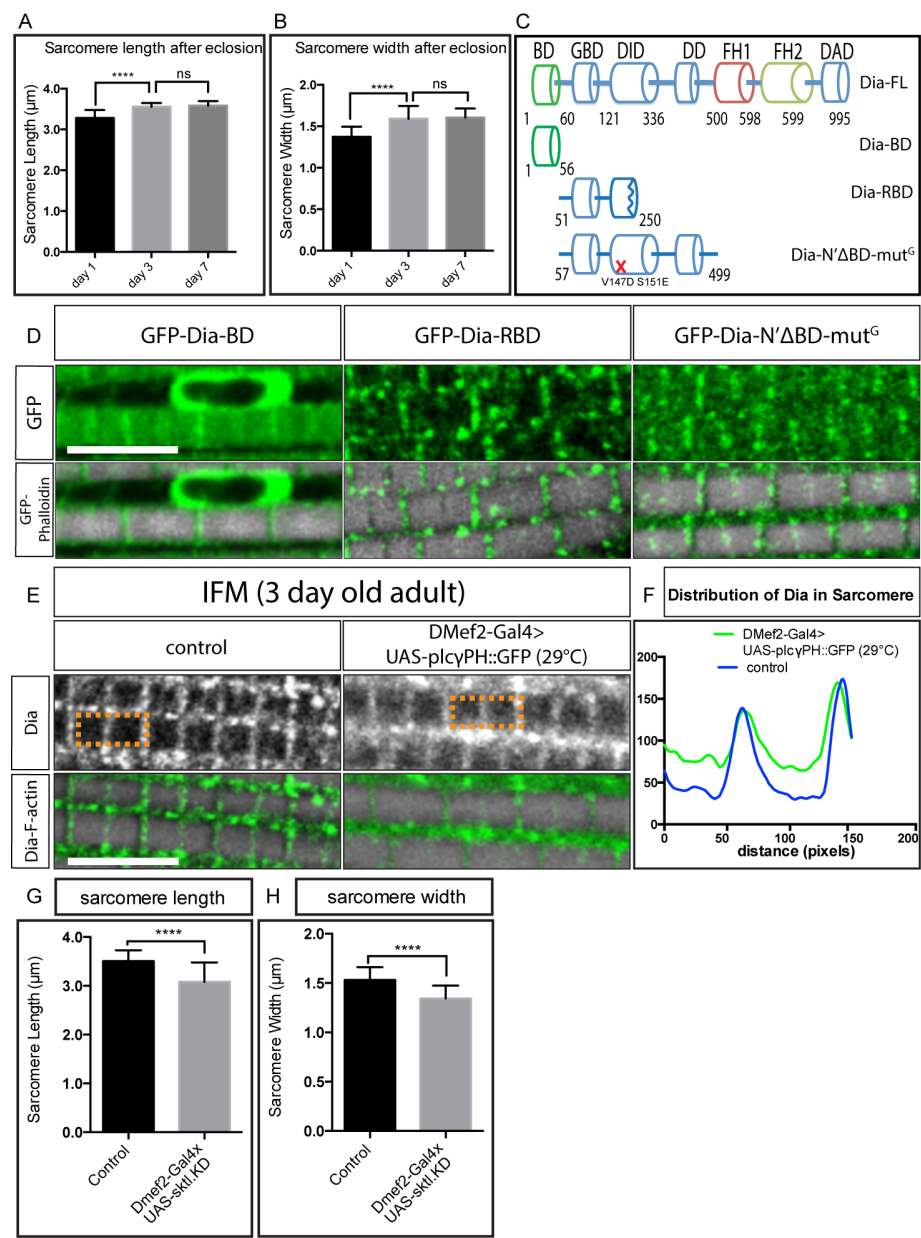 A
Sarcomere length after eclosion
Sarcomere Length (µm)
4.0
3.0
2.0
1.0
0.0
****
ns
day 1
day 3
day 7
B
Sarcomere width after eclosion
Sarcomere Width (µm)
2.0
1.5
1.0
0.5
0.0
****
ns
day 1
day 3
day 7
C
BD GBD DID DD FH1 FH2 DAD
Dia-FL
1 60 121 336 500 598 599 995
Dia-BD
1 56
Dia-RBD
51 250
Dia-N'ΔBD-mutᴳ
57 499
X
V147D S151E
D
GFP-Dia-BD
GFP-Dia-RBD
GFP-Dia-N'ΔBD-mutᴳ
GFP
GFP-
Phalloidin
E
IFM (3 day old adult)
control
DMef2-Gal4>
UAS-plcγPH::GFP (29°C)
Dia
Dia-F-actin
F
Distribution of Dia in Sarcomere
DMef2-Gal4>
UAS-plcγPH::GFP (29°C)
control
200
150
100
50
0
0 50 100 150 200
distance (pixels)
G
sarcomere length
Sarcomere Length (µm)
4.0
3.0
2.0
1.0
0.0
****
Control
Dmef2-Gal4x
UAS-sktl.KD
H
sarcomere width
Sarcomere Width (µm)
2.0
1.5
1.0
0.5
0.0
****
Control
Dmef2-Gal4x
UAS-sktl.KD